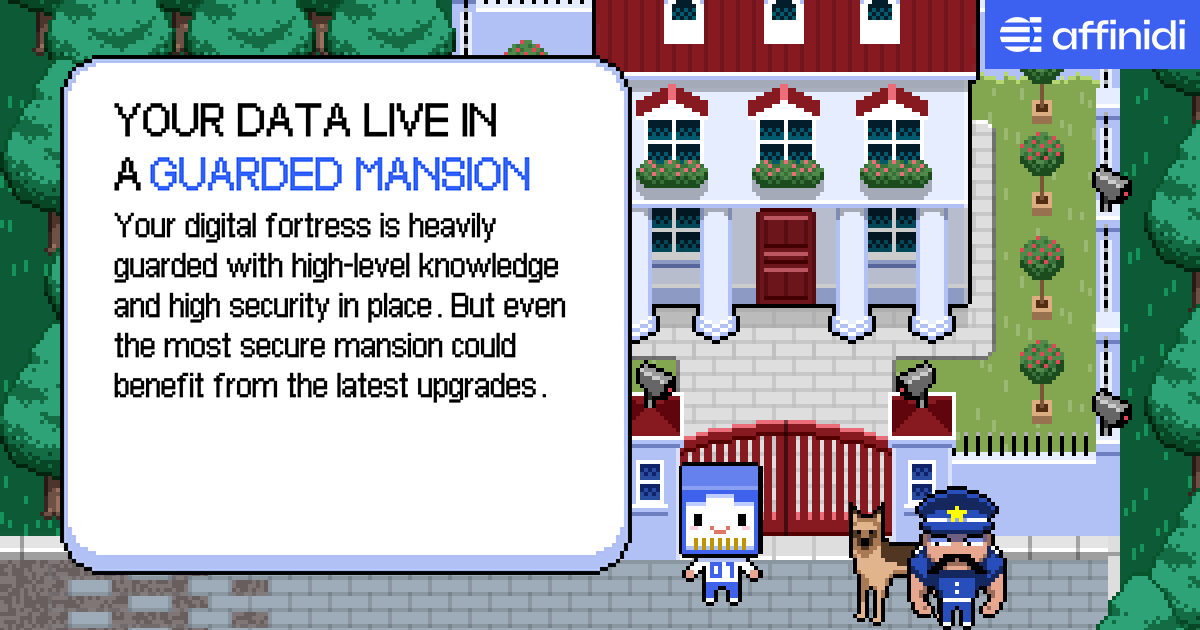 affinidi
YOUR DATA LIVE IN
A GUARDED MANSION
Your digital fortress is heavily
guarded with high-level knowledge
and high security in place. But even
the most secure mansion could
benefit from the latest upgrades.
01